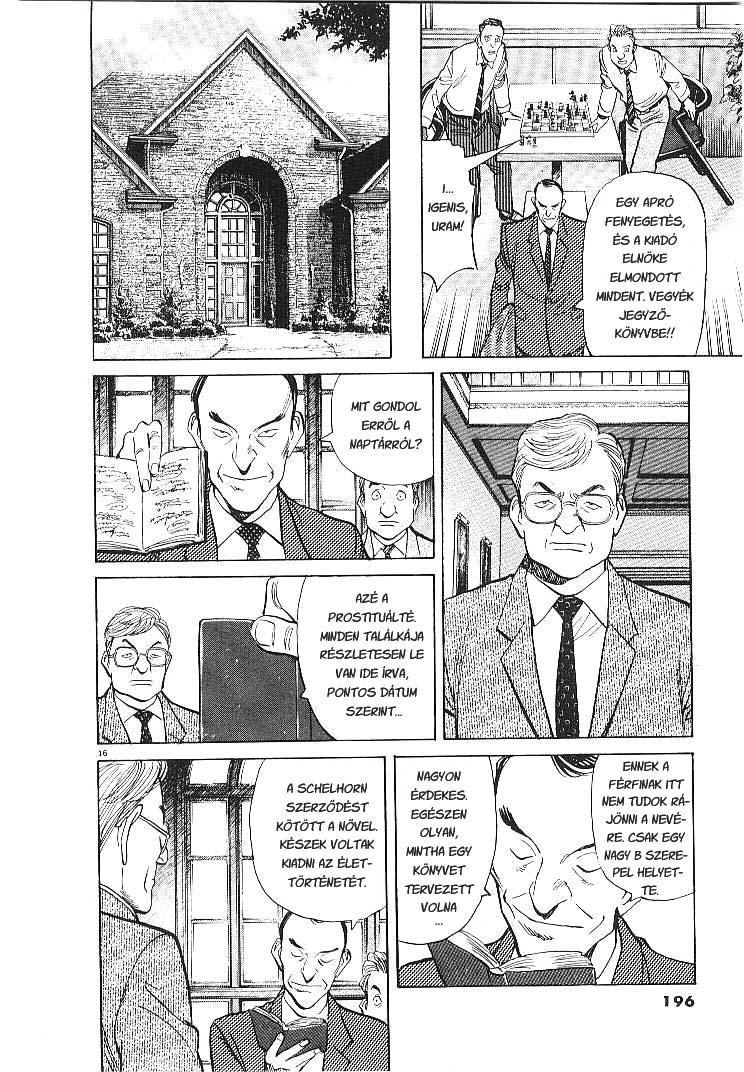 EGY APRÓ
FENYEGETÉS,
ÉS A KIADÓ
ELNÖKE
ELMONDOTT
MINDENT. VEGYÉK
JEGYZŐ-
KÖNYVBE!!
I...
IGENIS,
URAM!
MIT GONDOL
ERRŐL A
NAPTÁRRÓL?
AZÉ A
PROSTITUÁLTÉ.
MINDEN TALÁLKÁJA
RÉSZLETESEN LE
VAN IDE ÍRVA,
PONTOS DÁTUM
SZERINT...
16
ENNEK A
FÉRFINAK ITT
NEM TUDOK RÁ-
JÖNNI A NEVÉ-
RE. CSAK EGY
NAGY B SZERE-
PEL HELYET-
TE.
NAGYON
ÉRDEKES.
EGÉSZEN
OLYAN,
MINTHA EGY
KÖNYVET
TERVEZETT
VOLNA
...
A SCHELHORN
SZERZŐDÉST
KÖTÖTT A NŐVEL.
KÉSZEK VOLTAK
KIADNI AZ ÉLET-
TÖRTÉNETÉT.
196